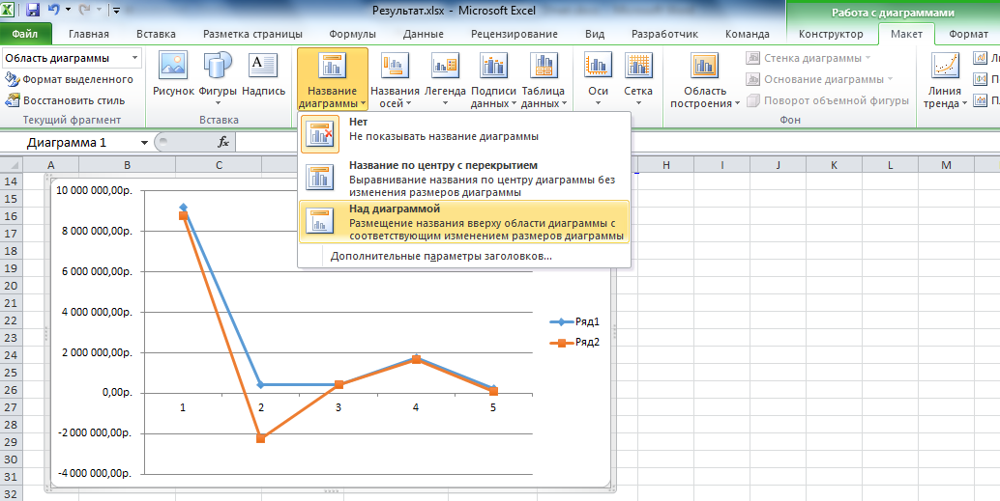 Результат.xlsx - Microsoft Excel
Работа с диаграммами
Файл Главная Вставка Разметка страницы Формулы Данные Рецензирование Вид Разработчик Команда Конструктор Макет Формат
Область диаграммы
Формат выделенного
Восстановить стиль
Текущий фрагмент
Рисунок Фигуры Надпись
Вставка
Название диаграммы
Названия осей
Легенда
Подписи данных
Таблица данных
Оси
Сетка
Область построения
Стенка диаграммы
Основание диаграммы
Поворот объемной фигуры
Фон
Линия тренда
Нет
Не показывать название диаграммы
Название по центру с перекрытием
Выравнивание названия по центру диаграммы без
изменения размеров диаграммы
Над диаграммой
Размещение названия вверху области диаграммы с
соответствующим изменением размеров диаграммы
Дополнительные параметры заголовков...
Диаграмма 1 fx
A B C H I J K L M
14
15
16
17
18
19
20
21
22
23
24
25
26
27
28
29
30
31
32
10 000 000,00р.
8 000 000,00р.
6 000 000,00р.
4 000 000,00р.
2 000 000,00р.
0,00р.
-2 000 000,00р.
-4 000 000,00р.
1 2 3 4 5
Ряд1
Ряд2